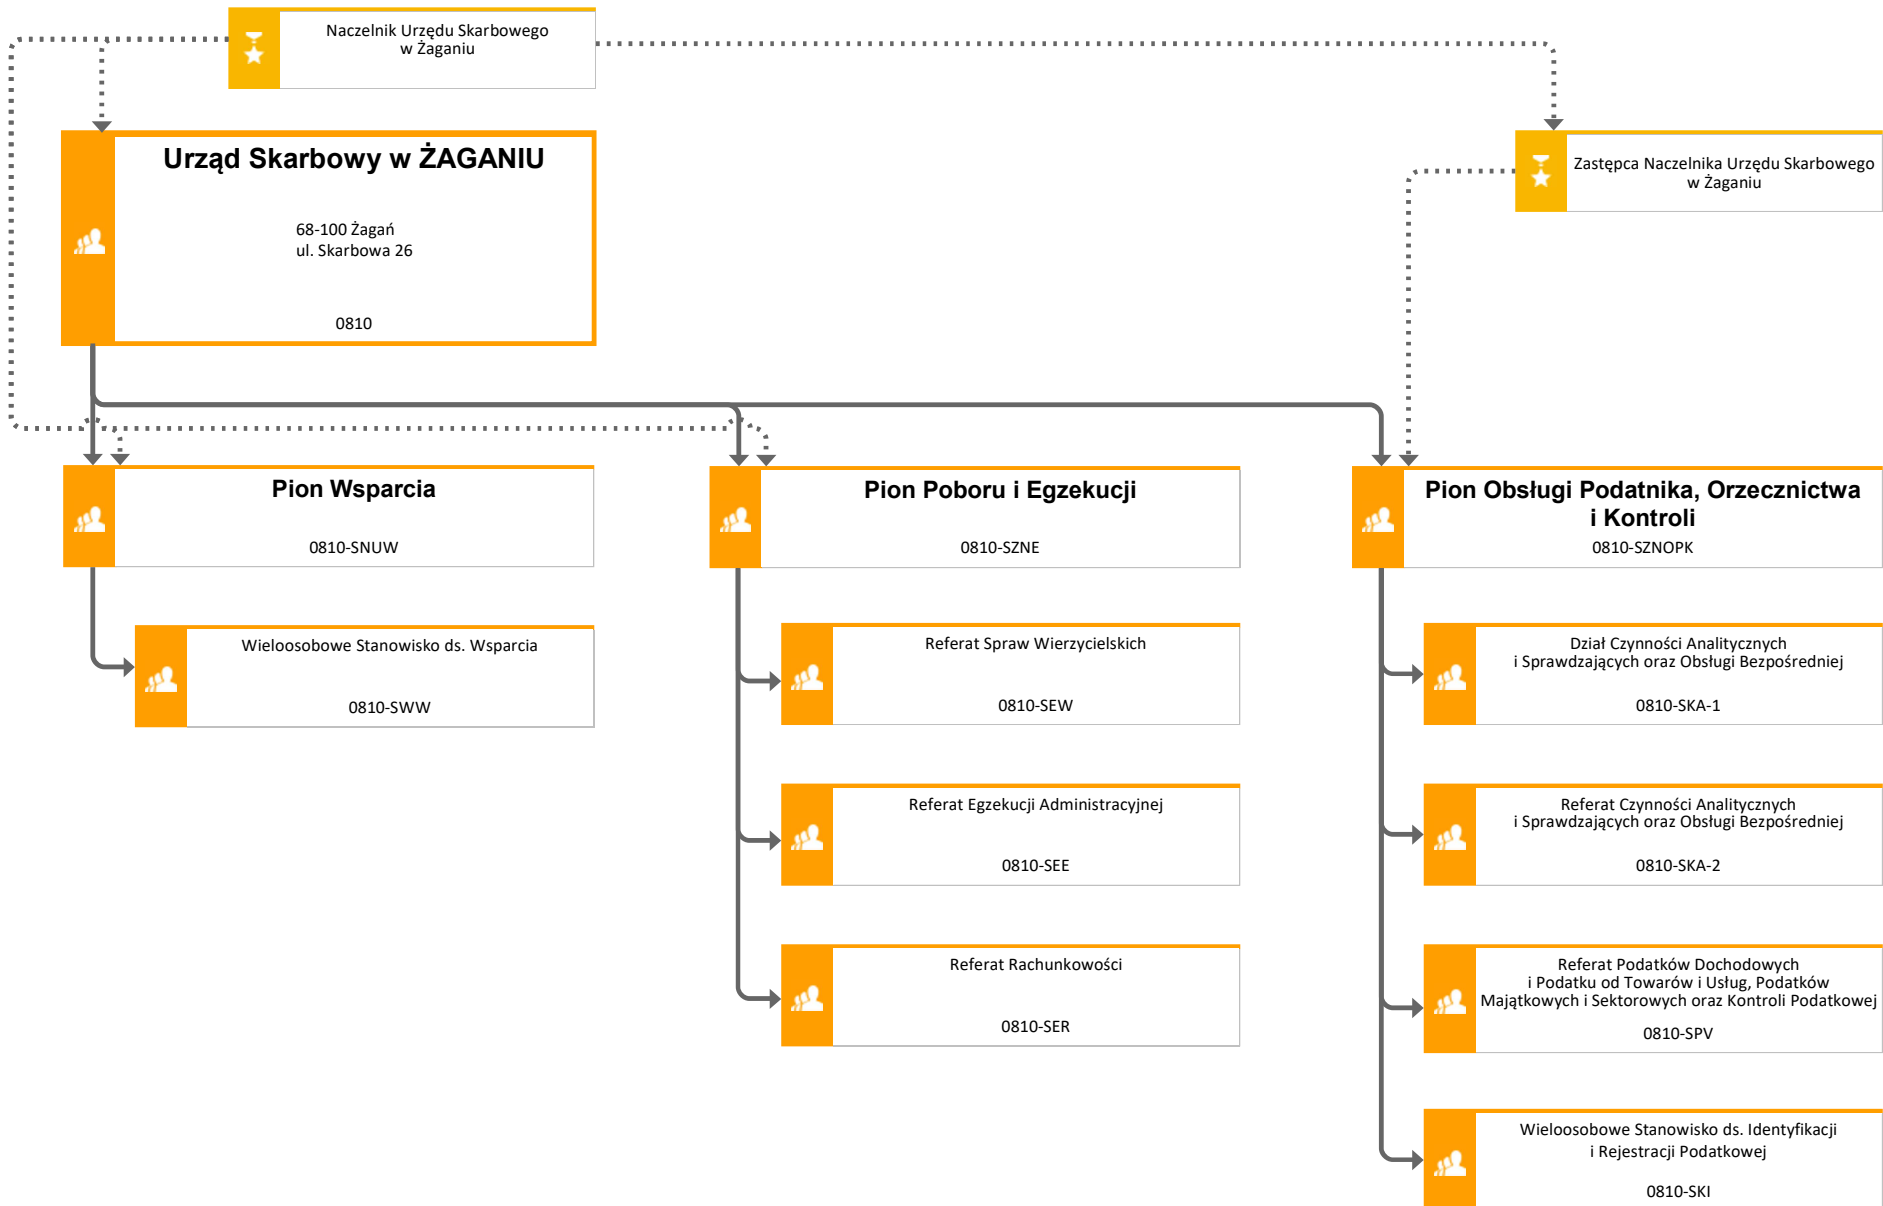 Naczelnik Urzędu Skarbowego
w Żaganiu
Urząd Skarbowy w ŻAGANIU
68-100 Żagań
ul. Skarbowa 26
0810
Zastępca Naczelnika Urzędu Skarbowego
w Żaganiu
Pion Wsparcia
0810-SNUW
Wieloosobowe Stanowisko ds. Wsparcia
0810-SWW
Pion Poboru i Egzekucji
0810-SZNE
Referat Spraw Wierzycielskich
0810-SEW
Referat Egzekucji Administracyjnej
0810-SEE
Referat Rachunkowości
0810-SER
Pion Obsługi Podatnika, Orzecznictwa
i Kontroli
0810-SZNOPK
Dział Czynności Analitycznych
i Sprawdzających oraz Obsługi Bezpośredniej
0810-SKA-1
Referat Czynności Analitycznych
i Sprawdzających oraz Obsługi Bezpośredniej
0810-SKA-2
Referat Podatków Dochodowych
i Podatku od Towarów i Usług, Podatków
Majątkowych i Sektorowych oraz Kontroli Podatkowej
0810-SPV
Wieloosobowe Stanowisko ds. Identyfikacji
i Rejestracji Podatkowej
0810-SKI